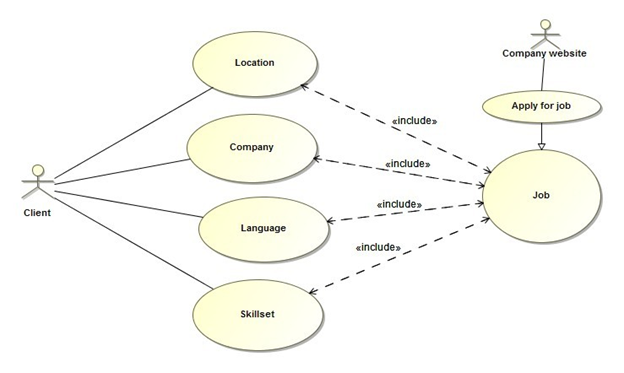 Location
Company website
Apply for job
«include»
Company
«include»
Client
Job
«include»
Language
«include»
Skillset